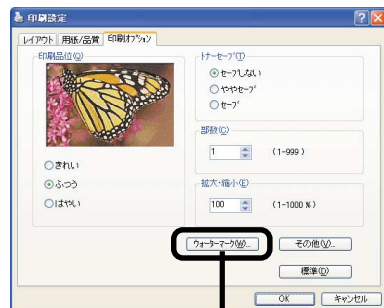 印刷設定
レイアウト 用紙/品質 印刷オプション
印刷品位(Q)
きれい
ふつう
はやい
トナーセーブ(T)
セーブしない
ややセーブ
セーブ
部数(C)
1 (1-999)
拡大・縮小(E)
100 (1-1000 %)
ウォーターマーク(W)... その他(V)...
標準(D)
OK キャンセル